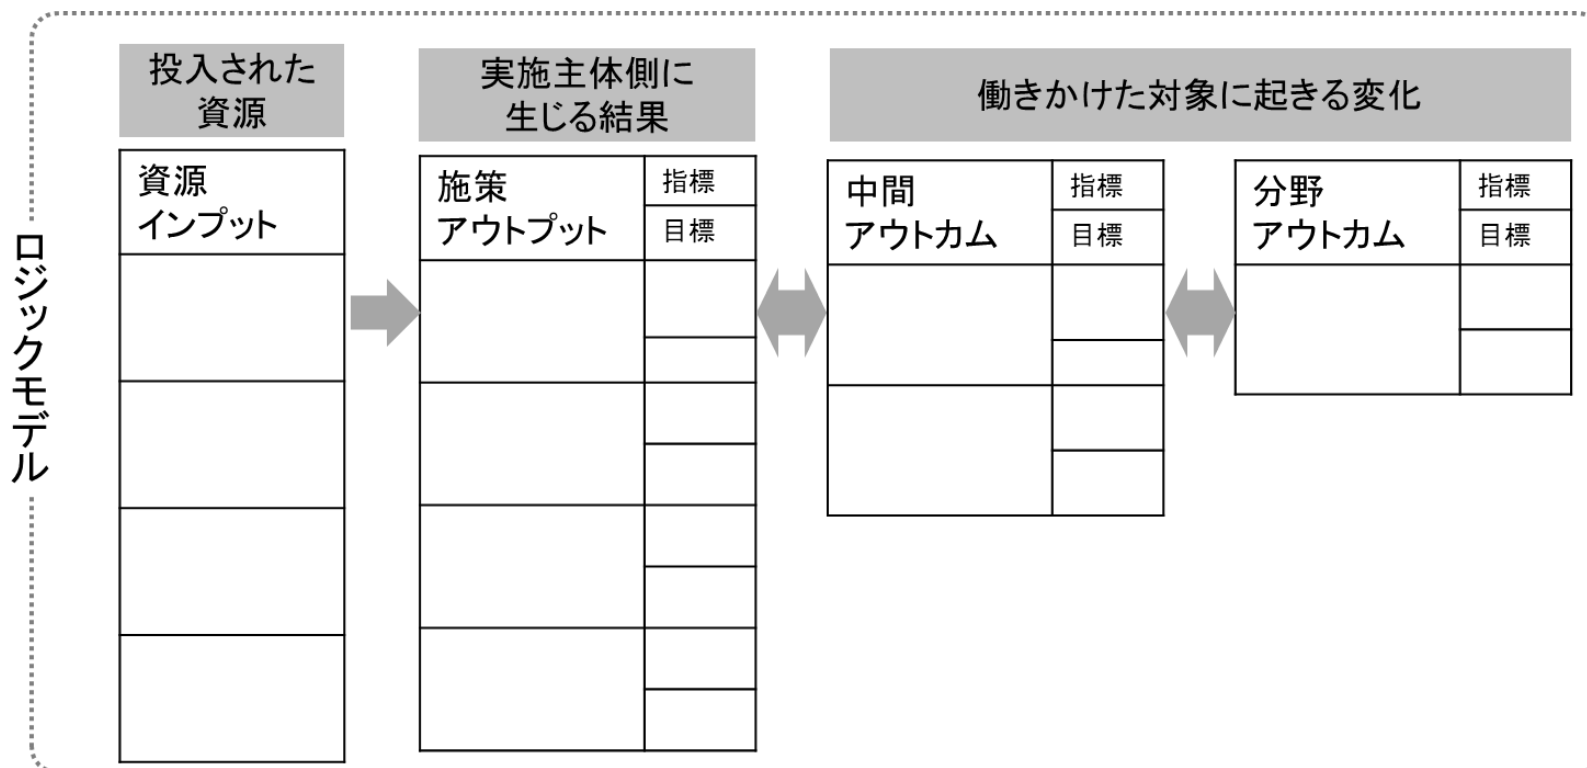 ロジックモデル
投入された
資源
実施主体側に
生じる結果
働きかけた対象に起きる変化
資源
インプット
施策
アウトプット
指標
目標
中間
アウトカム
指標
目標
分野
アウトカム
指標
目標